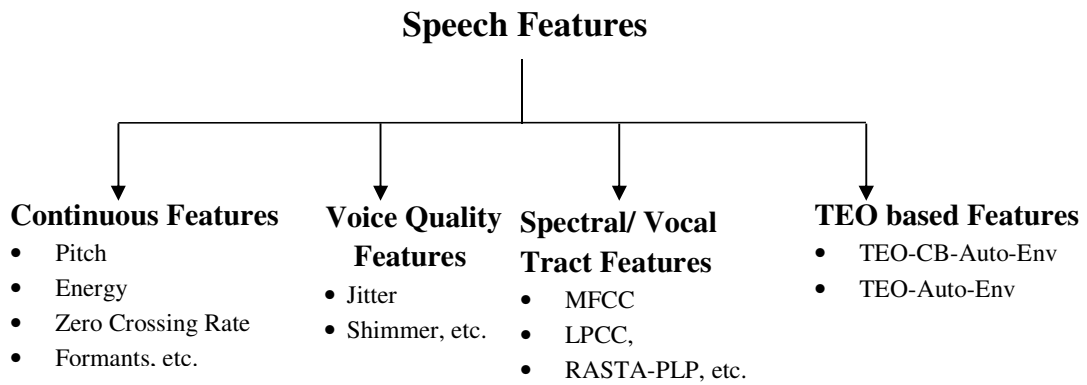 Speech Features
Continuous Features
• Pitch
• Energy
• Zero Crossing Rate
• Formants, etc.
Voice Quality
Features
• Jitter
• Shimmer, etc.
Spectral/ Vocal
Tract Features
• MFCC
• LPCC,
• RASTA-PLP, etc.
TEO based Features
• TEO-CB-Auto-Env
• TEO-Auto-Env